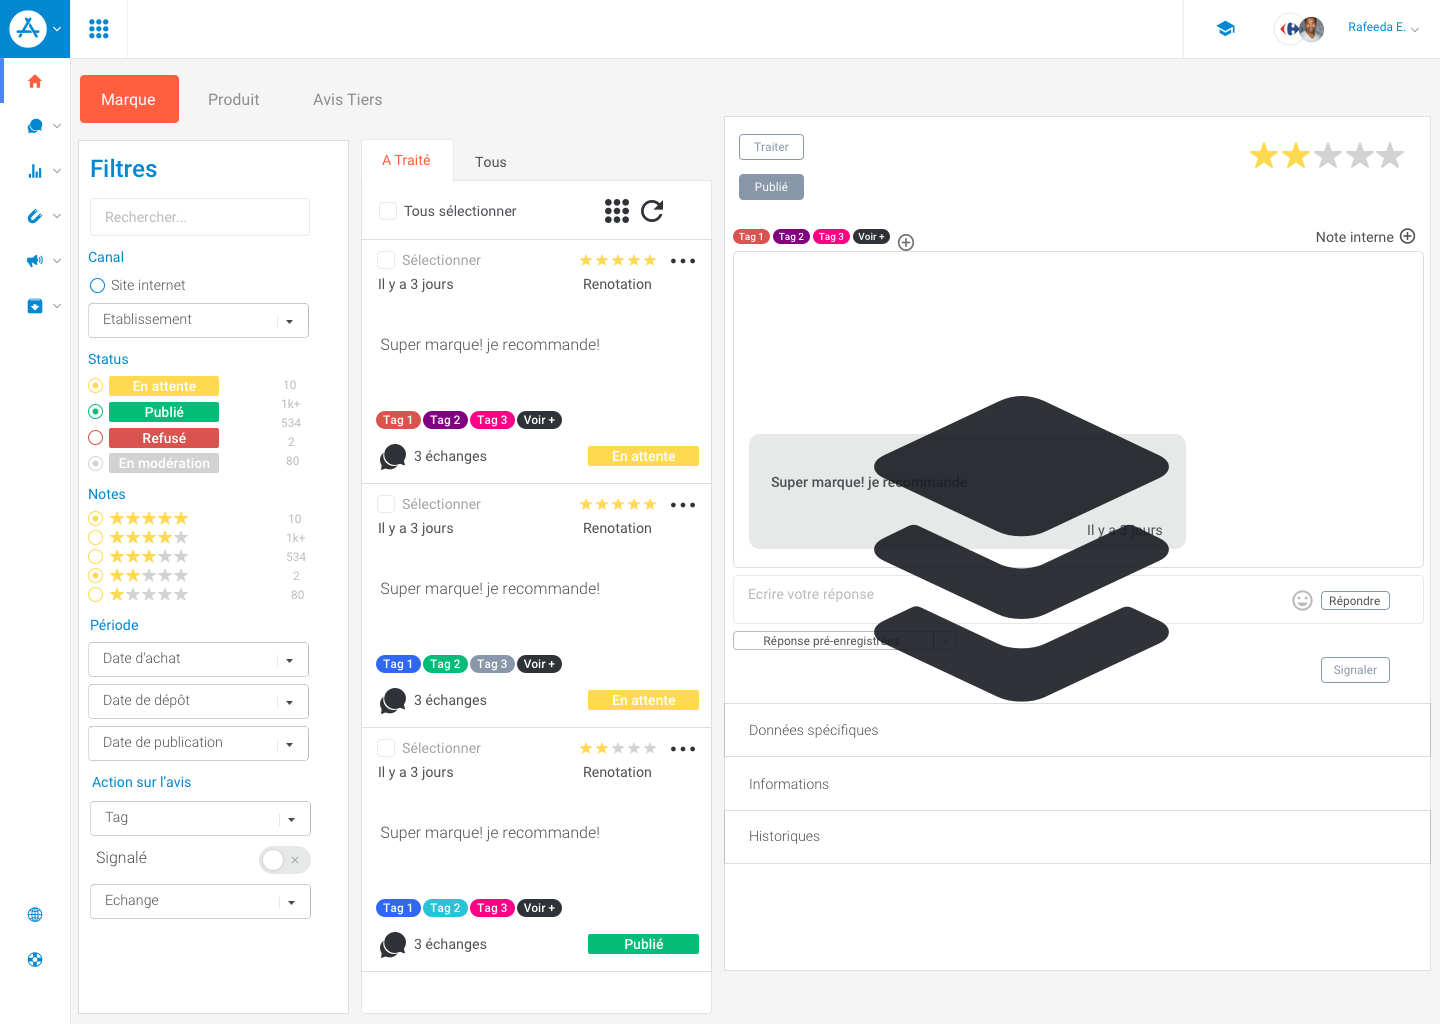 Rafeeda E.
Marque
Produit
Avis Tiers
Filtres
Rechercher...
Canal
Site internet
Etablissement
Status
En attente
10
Publié
1k+
534
Refusé
2
En modération
80
Notes
10
1k+
534
2
80
Période
Date d'achat
Date de dépôt
Date de publication
Action sur l'avis
Tag
Signalé
Echange
A Traité
Tous
Tous sélectionner
Sélectionner
Il y a 3 jours
Renotation
Super marque! je recommande!
Tag 1 Tag 2 Tag 3 Voir +
3 échanges
En attente
Sélectionner
Il y a 3 jours
Renotation
Super marque! je recommande!
Tag 1 Tag 2 Tag 3 Voir +
3 échanges
En attente
Sélectionner
Il y a 3 jours
Renotation
Super marque! je recommande!
Tag 1 Tag 2 Tag 3 Voir +
3 échanges
Publié
Traiter
Publié
Tag 1 Tag 2 Tag 3 Voir +
Note interne
Super marque! je recommande
Il y a 3 jours
Ecrire votre réponse
Répondre
Réponse pré-enregistrées
Signaler
Données spécifiques
Informations
Historiques